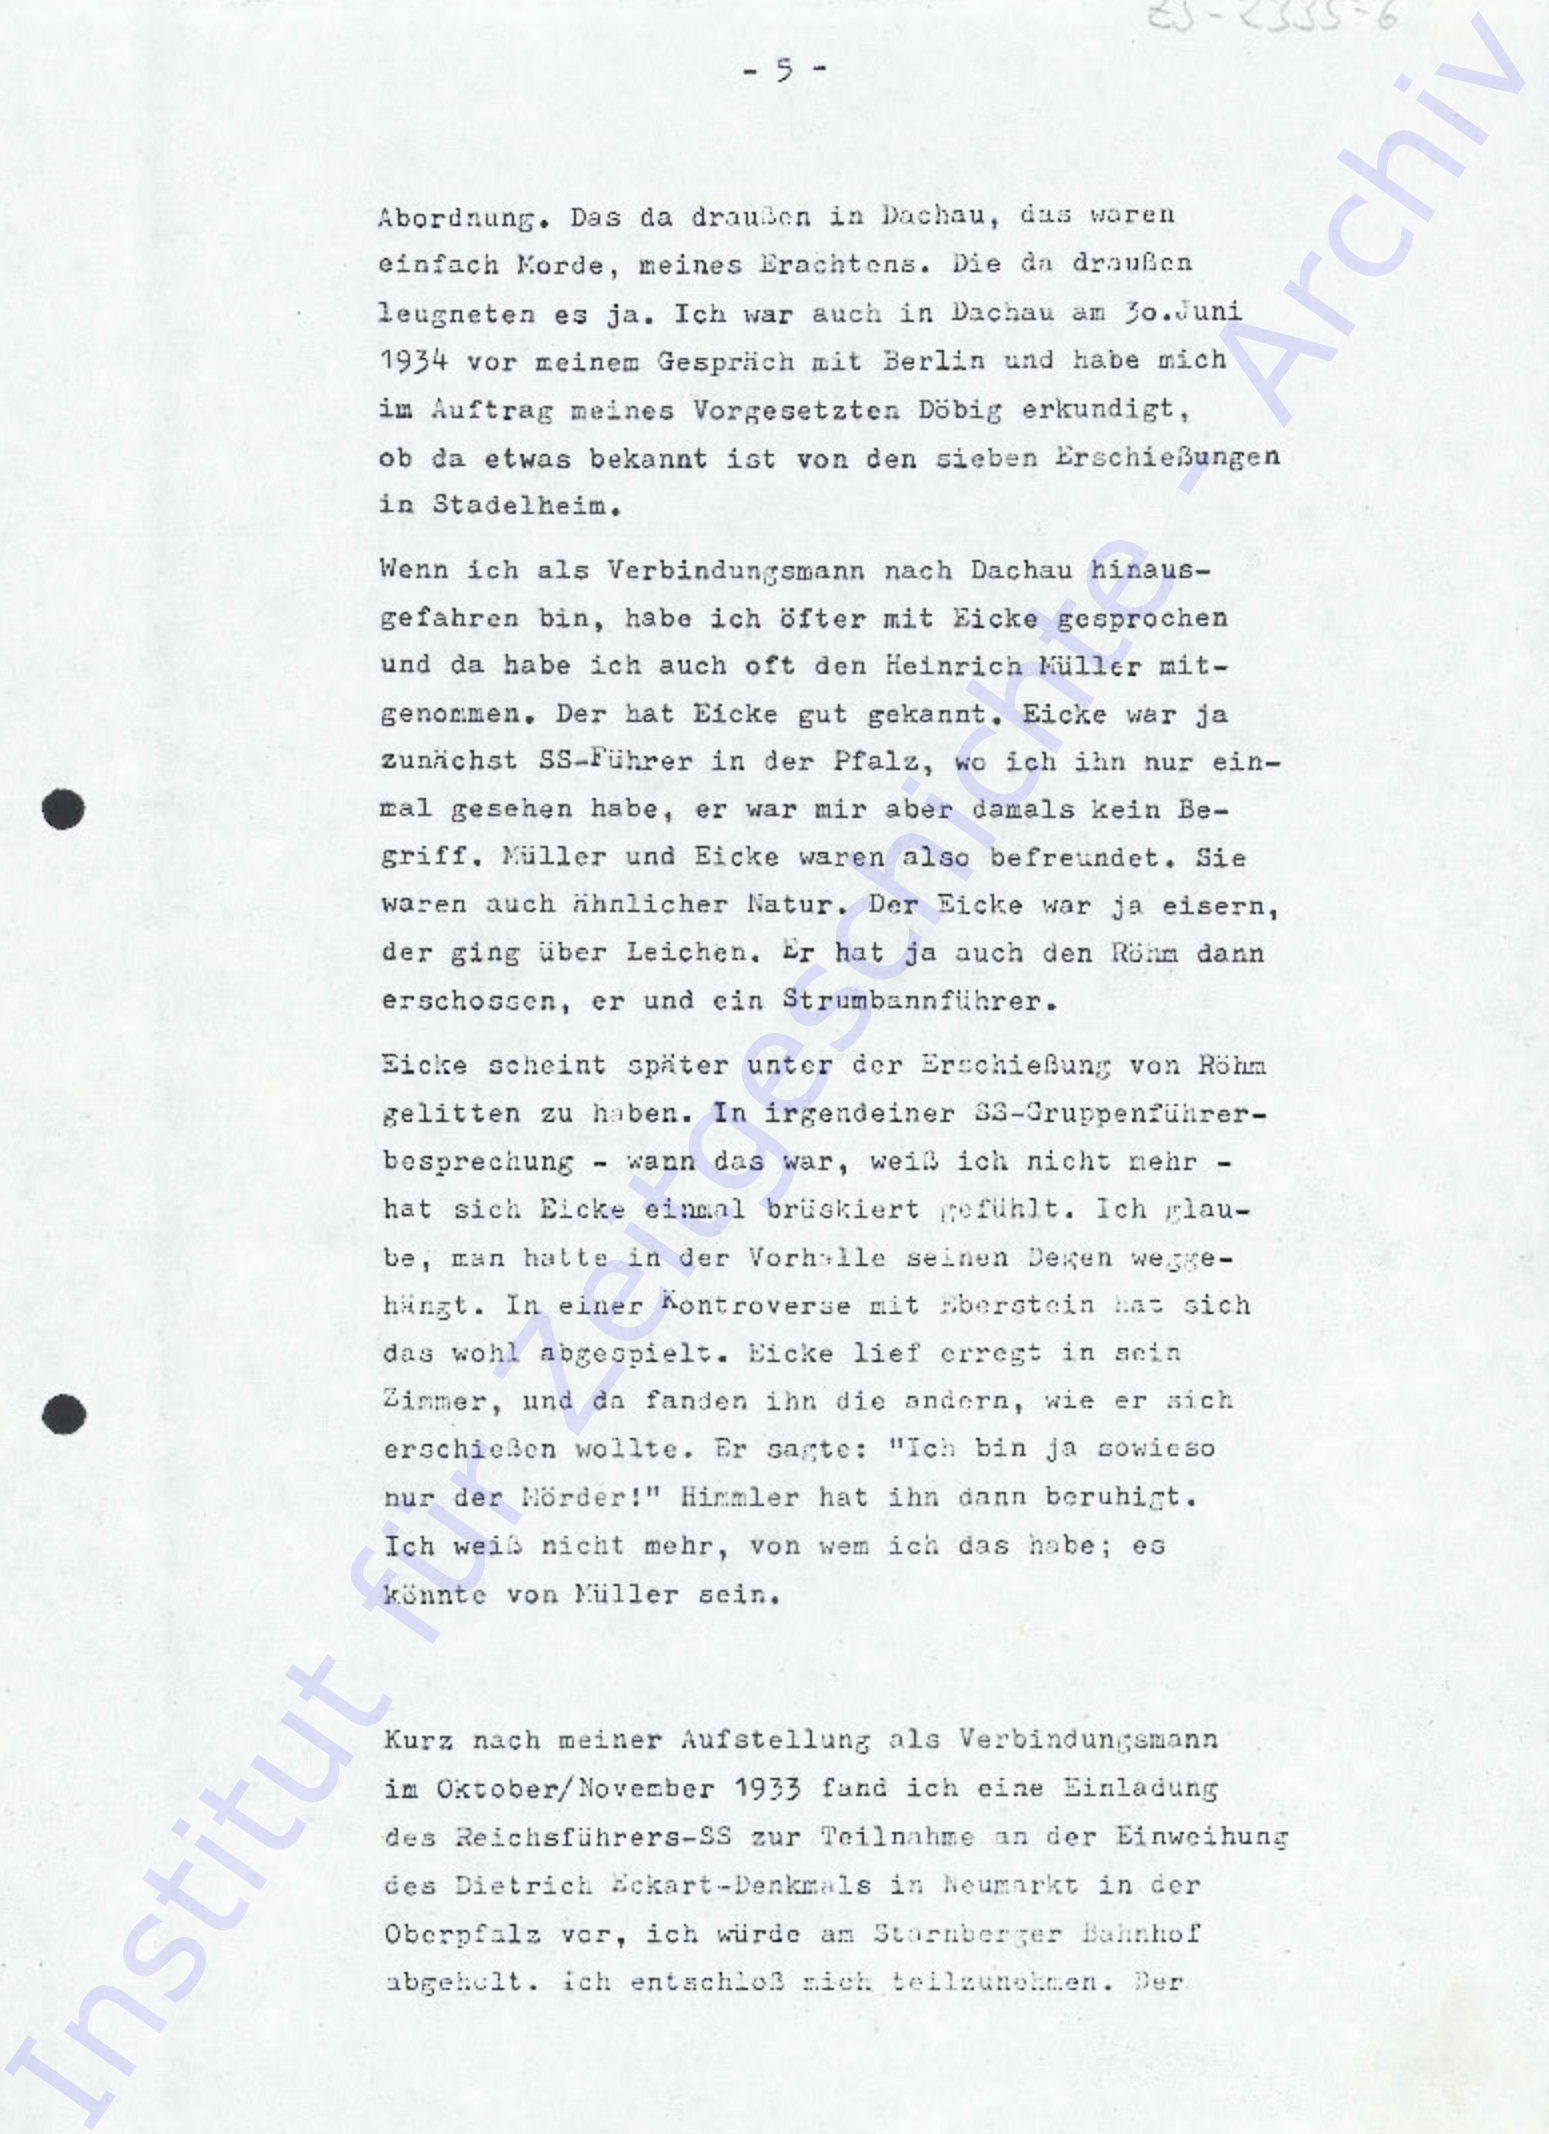 ZS-2335-6
- 5 -
Abordnung. Das da draußen in Dachau, das waren
einfach Morde, meines Erachtens. Die da draußen
leugneten es ja. Ich war auch in Dachau am 3o.Juni
1934 vor meinem Gespräch mit Berlin und habe mich
im Auftrag meines Vorgesetzten Döbig erkundigt,
ob da etwas bekannt ist von den sieben Erschießungen
in Stadelheim.
Wenn ich als Verbindungsmann nach Dachau hinaus-
gefahren bin, habe ich öfter mit Eicke gesprochen
und da habe ich auch oft den Heinrich Müller mit-
genommen. Der hat Eicke gut gekannt. Eicke war ja
zunächst SS-Führer in der Pfalz, wo ich ihn nur ein-
mal gesehen habe, er war mir aber damals kein Be-
griff. Müller und Eicke waren also befreundet. Sie
waren auch ähnlicher Natur. Der Eicke war ja eisern,
der ging über Leichen. Er hat ja auch den Röhm dann
erschossen, er und ein Strumbannführer.
Eicke scheint später unter der Erschießung von Röhm
gelitten zu haben. In irgendeiner SS-Gruppenführer-
besprechung - wann das war, weiß ich nicht mehr -
hat sich Eicke einmal brüskiert gefühlt. Ich glau-
be, man hatte in der Vorhalle seinen Degen wegge-
hängt. In einer Kontroverse mit Eberstein hat sich
das wohl abgespielt. Eicke lief erregt in sein
Zimmer, und da fanden ihn die andern, wie er sich
erschießen wollte. Er sagte: "Ich bin ja sowieso
nur der Mörder!" Himmler hat ihn dann beruhigt.
Ich weiß nicht mehr, von wem ich das habe; es
könnte von Müller sein.
Kurz nach meiner Aufstellung als Verbindungsmann
im Oktober/November 1933 fand ich eine Einladung
des Reichsführers-SS zur Teilnahme an der Einweihung
des Dietrich Eckart-Denkmals in Neumarkt in der
Oberpfalz vor, ich würde am Starnberger Bahnhof
abgeholt. Ich entschloß mich teilzunehmen. Der
Institut für Zeitgeschichte - Archiv